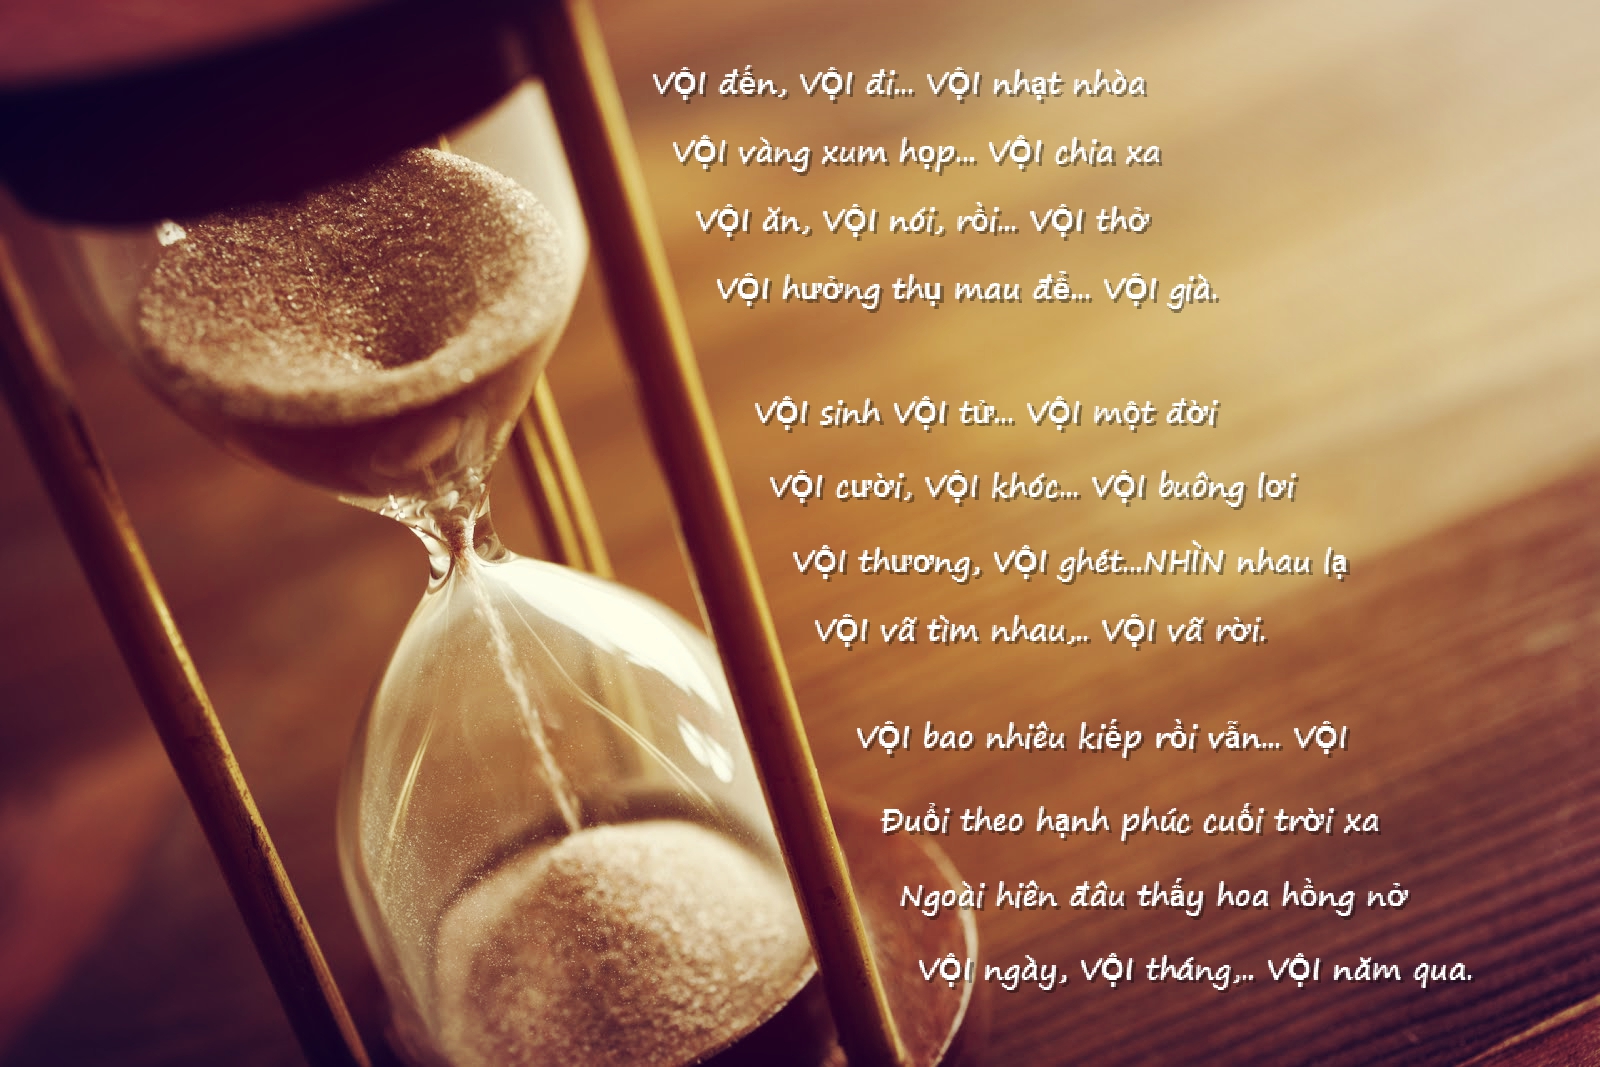 VỘI đến, VỘI đi... VỘI nhạt nhòa
VỘI vàng xum họp... VỘI chia xa
VỘI ăn, VỘI nói, rồi... VỘI thở
VỘI hưởng thụ mau để... VỘI già.
VỘI sinh VỘI tử... VỘI một đời
VỘI cười, VỘI khóc... VỘI buông lơi
VỘI thương, VỘI ghét...NHÌN nhau lạ
VỘI vã tìm nhau,.. VỘI vã rời.
VỘI bao nhiêu kiếp rồi vẫn... VỘI
Đuổi theo hạnh phúc cuối trời xa
Ngoài hiên đâu thấy hoa hồng nở
VỘI ngày, VỘI tháng,.. VỘI năm qua.